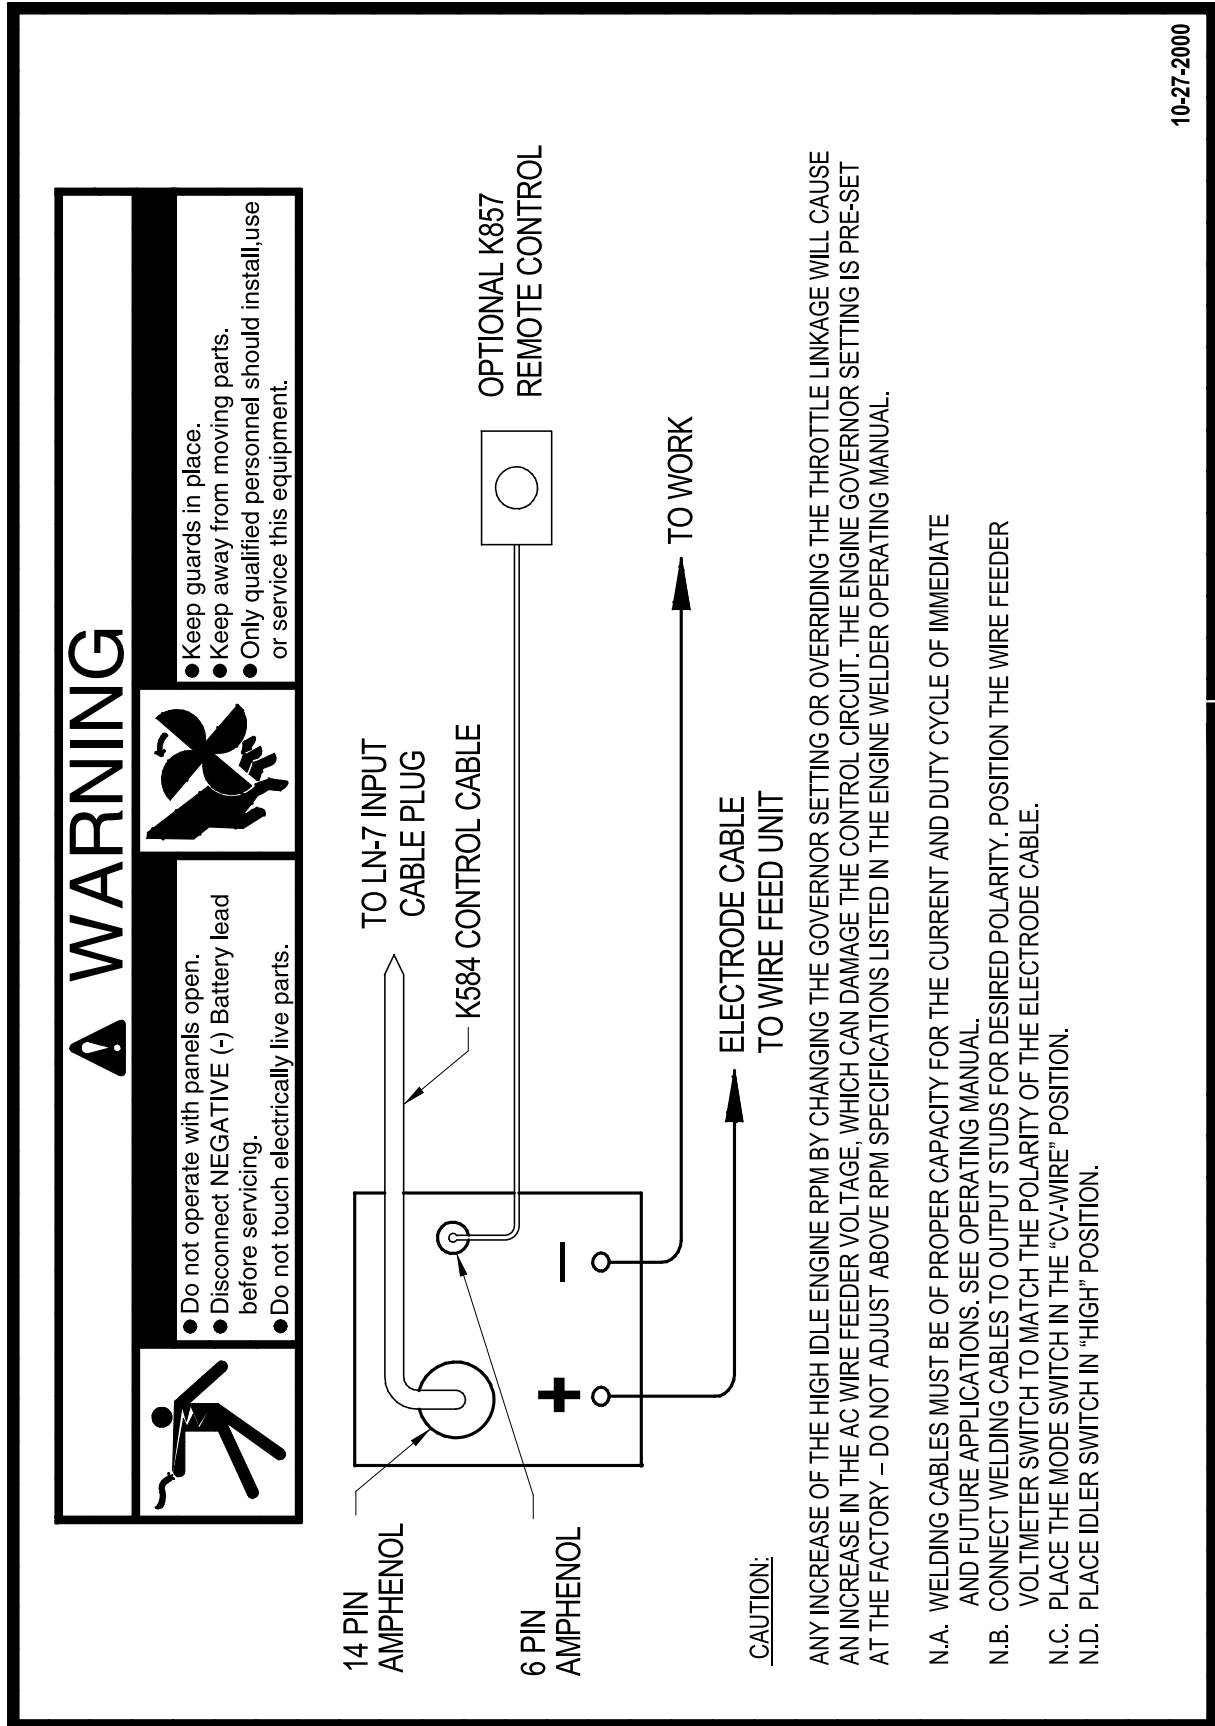 WARNING
● Do not operate with panels open.
● Disconnect NEGATIVE (-) Battery lead
before servicing.
● Do not touch electrically live parts.
● Keep guards in place.
● Keep away from moving parts.
● Only qualified personnel should install,use
or service this equipment.
14 PIN
AMPHENOL
TO LN-7 INPUT
CABLE PLUG
K584 CONTROL CABLE
OPTIONAL K857
REMOTE CONTROL
6 PIN
AMPHENOL
+
–
TO WORK
ELECTRODE CABLE
TO WIRE FEED UNIT
CAUTION:
ANY INCREASE OF THE HIGH IDLE ENGINE RPM BY CHANGING THE GOVERNOR SETTING OR OVERRIDING THE THROTTLE LINKAGE WILL CAUSE
AN INCREASE IN THE AC WIRE FEEDER VOLTAGE, WHICH CAN DAMAGE THE CONTROL CIRCUIT. THE ENGINE GOVERNOR SETTING IS PRE-SET
AT THE FACTORY – DO NOT ADJUST ABOVE RPM SPECIFICATIONS LISTED IN THE ENGINE WELDER OPERATING MANUAL.
N.A. WELDING CABLES MUST BE OF PROPER CAPACITY FOR THE CURRENT AND DUTY CYCLE OF IMMEDIATE
AND FUTURE APPLICATIONS. SEE OPERATING MANUAL.
N.B. CONNECT WELDING CABLES TO OUTPUT STUDS FOR DESIRED POLARITY. POSITION THE WIRE FEEDER
VOLTMETER SWITCH TO MATCH THE POLARITY OF THE ELECTRODE CABLE.
N.C. PLACE THE MODE SWITCH IN THE “CV-WIRE” POSITION.
N.D. PLACE IDLER SWITCH IN “HIGH” POSITION.
10-27-2000